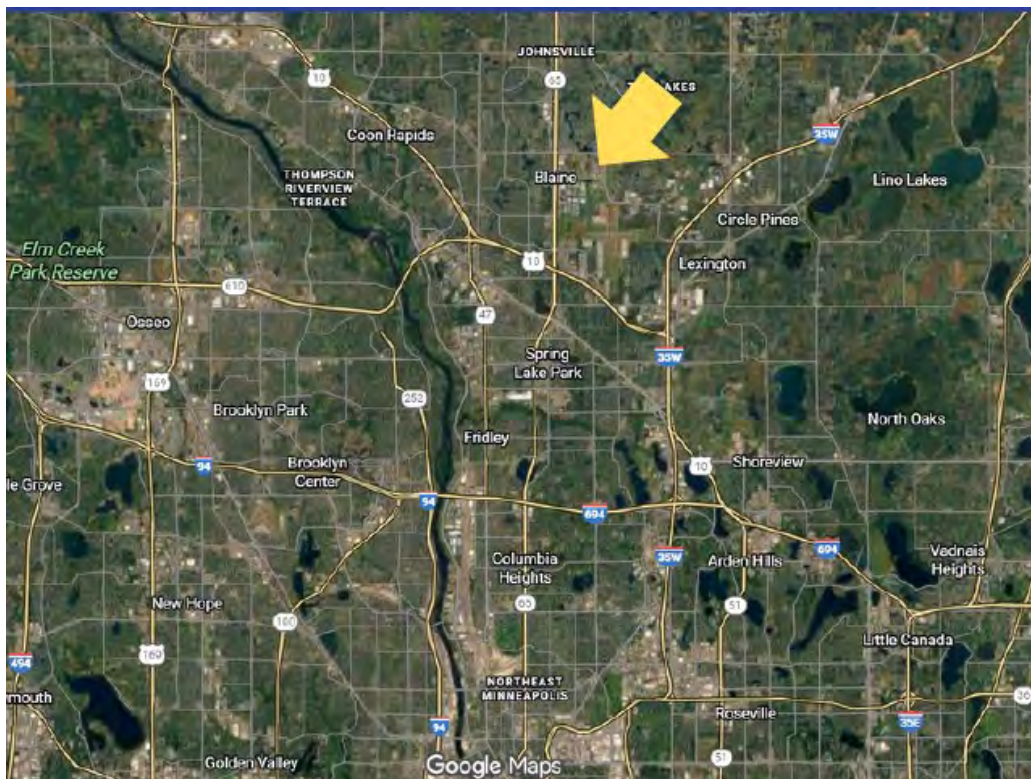 JOHNSVILLE
65
10
LAKES
Coon Rapids
35W
THOMPSON
RIVERVIEW
TERRACE
Blaine
Lino Lakes
Circle Pines
Elm Creek
Park Reserve
10
Lexington
610
47
Osseo
35W
Spring
Lake Park
169
252
Brooklyn Park
North Oaks
Fridley
94
Brooklyn
Center
10
Shoreview
le Grove
94
694
35W
694
Columbia
Heights
Arden Hills
Vadnais
Heights
New Hope
65
51
100
Little Canada
169
494
NORTHEAST
MINNEAPOLIS
mouth
36
Roseville
94
35E
Golden Valley
Google Maps
51